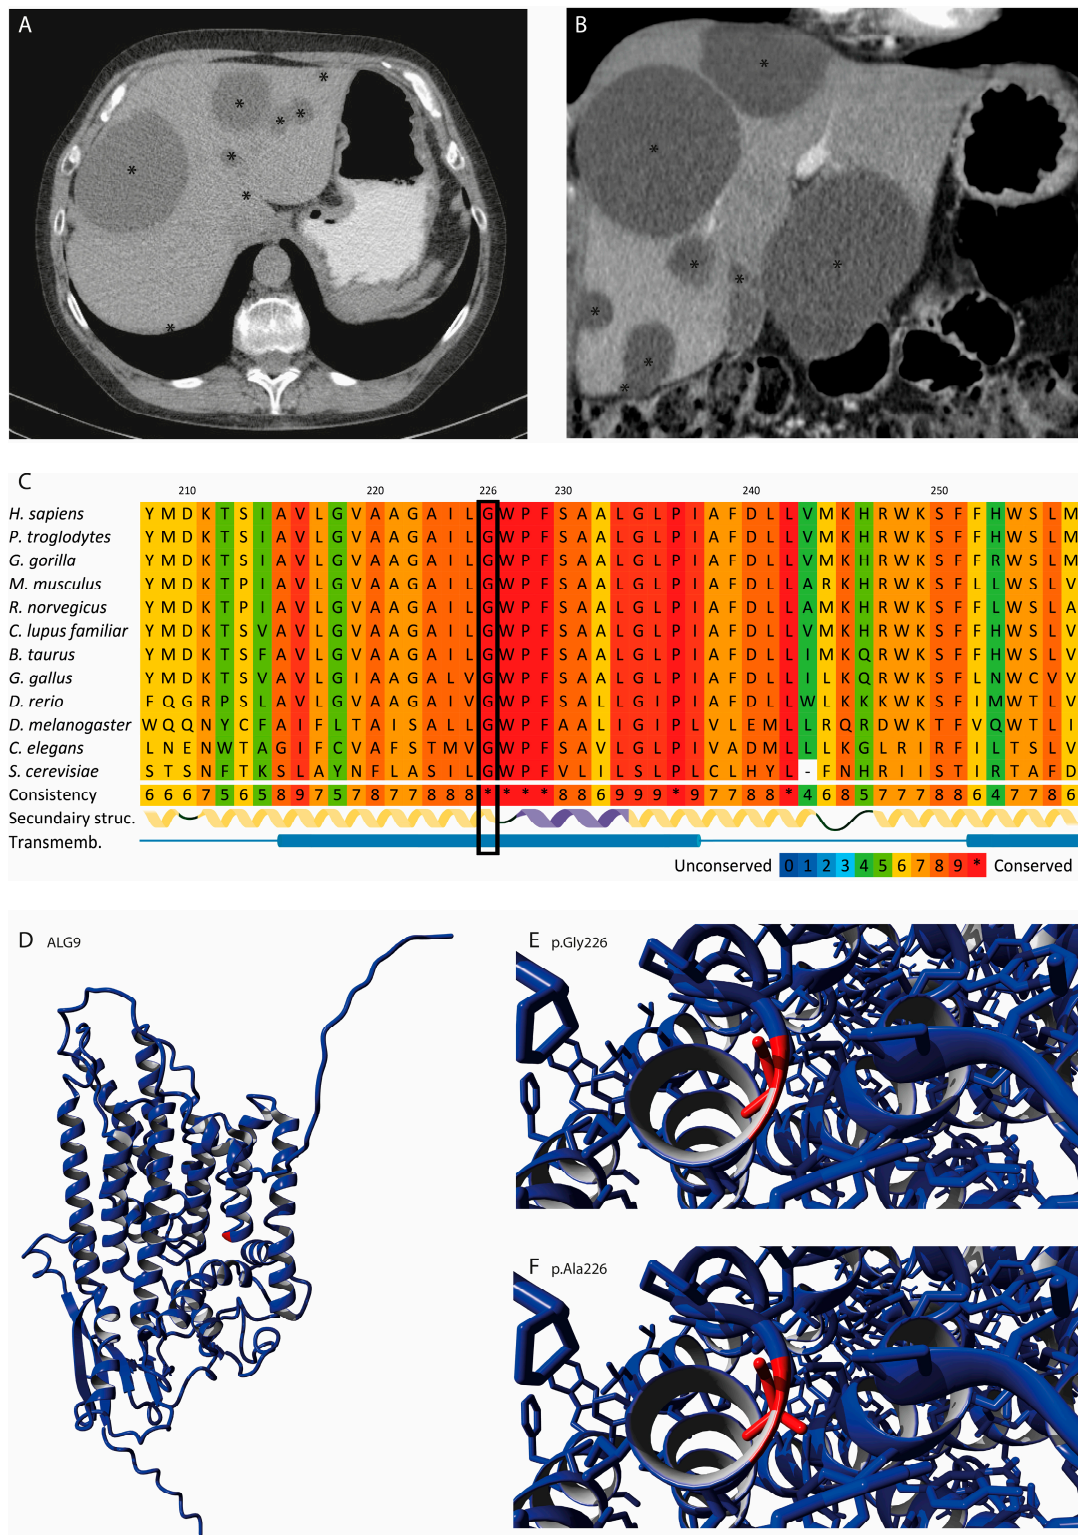 A
B
C
210 220 226 230 240 250
H. sapiens Y M D K T S I A V L G V A A G A I L G W P F S A A L G L P I A F D L L V M K H R W K S F F H W S L M
P. troglodytes Y M D K T S I A V L G V A A G A I L G W P F S A A L G L P I A F D L L V M K H R W K S F F H W S L M
G. gorilla Y M D K T S I A V L G V A A G A I L G W P F S A A L G L P I A F D L L V M K H R W K S F F R W S L M
M. musculus Y M D K T P I A V L G V A A G A I L G W P F S A A L G L P I A F D L L A R K H R W K S F L L W S L M
R. norvegicus Y M D K T P I A V L G V A A G A I L G W P F S A A L G L P I A F D L L A M K H R W K S F F L W S L A
C. lupus familiar Y M D K T S V A V L G V A A G A I L G W P F S A A L G L P I A F D L L V M K H R W K S F F H W S L V
B. taurus Y M D K T S F A V L G V A A G A I L G W P F S A A L G L P I A F D L L I M K Q R W K S F F H W S L V
G. gallus Y M D K T S V A V L G I A A G A L V G W P F S A A L G L P I A F D L L I L K Q R W K S F L N W C V V
D. rerio F Q G R P S L A V L G V A A G A I V G W P F S A L L G I P I A F D L L W L K K K W K S F I M W T L V
D. melanogaster W Q Q N Y C F A I F L T A I S A L L G W P F A A L I G I P L V L E M L L R Q R D W K T F V Q W T L I
C. elegans L N E N W T A G I F C V A F S T M V G W P F S A V L G L P I V A D M L L L K G L R I R F I L T S L V
S. cerevisiae S T S N F T K S L A Y N F L A S I L G W P F V L I L S L P L C L H Y L - F N H R I I S T I R T A F D
Consistency 6 6 6 7 5 6 5 8 9 7 5 7 7 7 7 8 8 8 * * * * 8 8 6 9 9 9 * 9 7 7 8 8 * 4 6 8 5 7 7 7 8 8 6 4 7 7 8 6
Secundairy struc.
Transmemb.
Unconserved 0 1 2 3 4 5 6 7 8 9 * Conserved
D ALG9
E p.Gly226
F p.Ala226